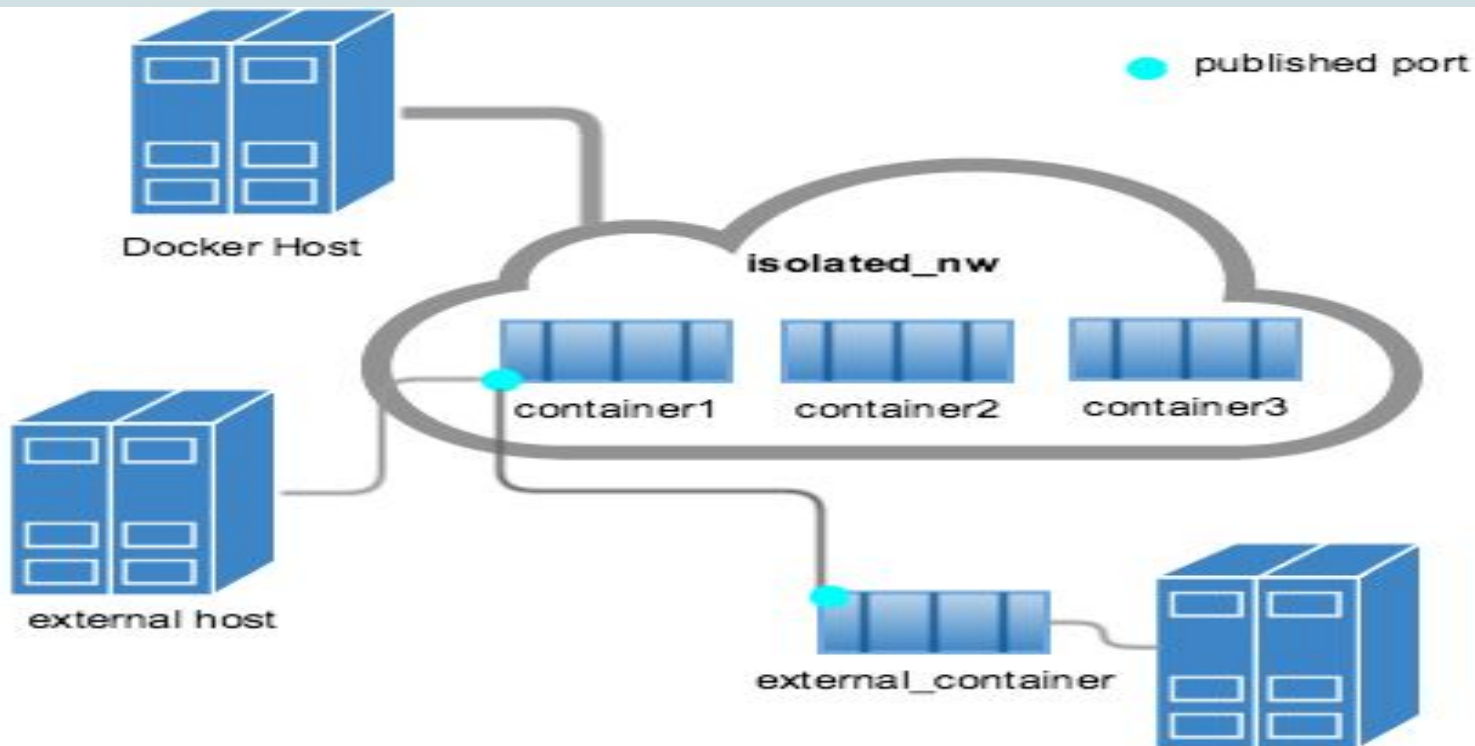 published port
Docker Host
isolated_nw
container1
container2
container3
external host
external_container